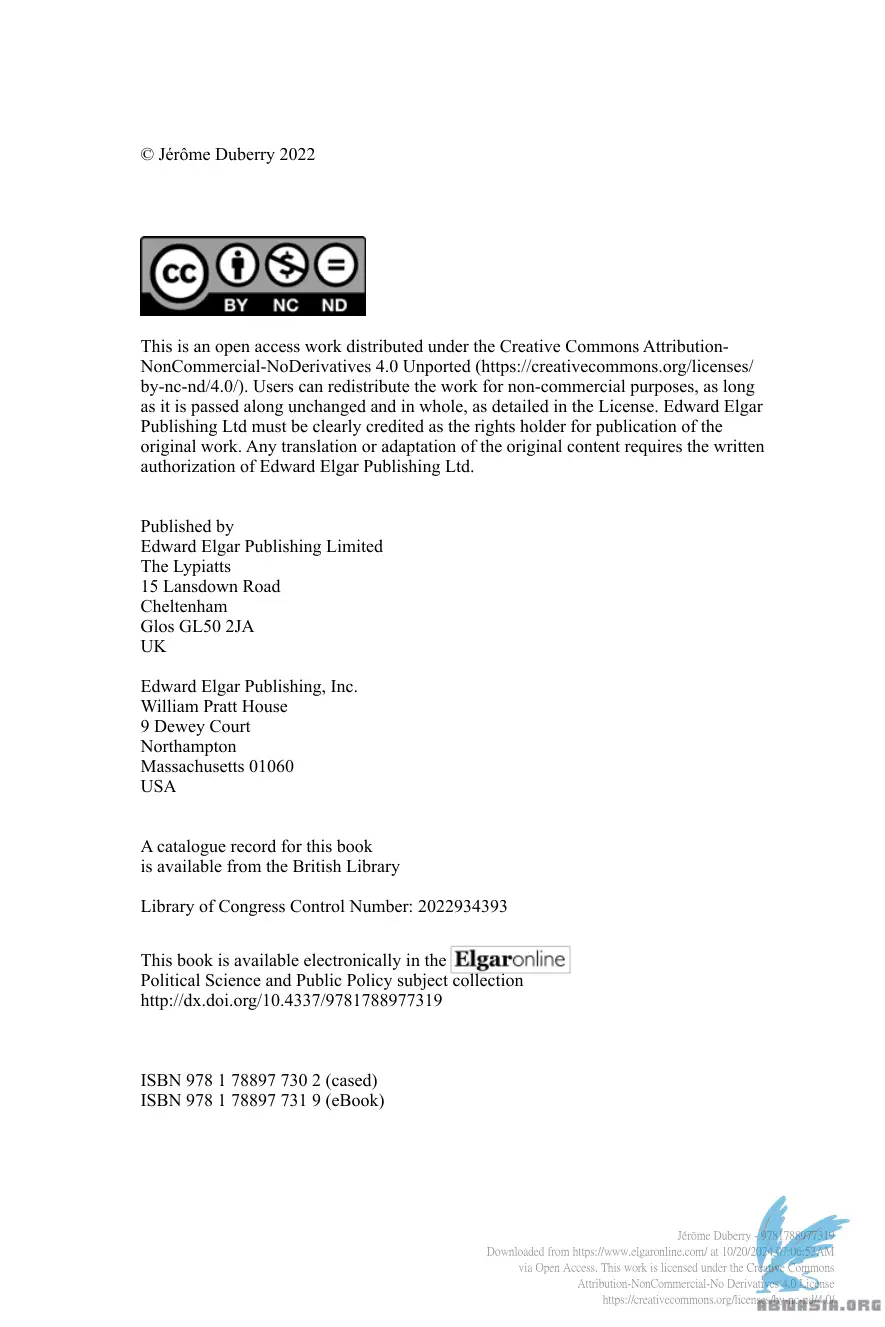 © Jérôme Duberry 2022
cc
BY NC ND
This is an open access work distributed under the Creative Commons Attribution-
NonCommercial-NoDerivatives 4.0 Unported (https://creativecommons.org/licenses/
by-nc-nd/4.0/). Users can redistribute the work for non-commercial purposes, as long
as it is passed along unchanged and in whole, as detailed in the License. Edward Elgar
Publishing Ltd must be clearly credited as the rights holder for publication of the
original work. Any translation or adaptation of the original content requires the written
authorization of Edward Elgar Publishing Ltd.
Published by
Edward Elgar Publishing Limited
The Lypiatts
15 Lansdown Road
Cheltenham
Glos GL50 2JA
UK
Edward Elgar Publishing, Inc.
William Pratt House
9 Dewey Court
Northampton
Massachusetts 01060
USA
A catalogue record for this book
is available from the British Library
Library of Congress Control Number: 2022934393
This book is available electronically in the Elgaronline
Political Science and Public Policy subject collection
http://dx.doi.org/10.4337/9781788977319
ISBN 978 1 78897 730 2 (cased)
ISBN 978 1 78897 731 9 (eBook)
Jérôme Duberry - 9781788977319
Downloaded from https://www.elgaronline.com/ at 10/20/2024 07:06:52AM
via Open Access. This work is licensed under the Creative Commons
Attribution-NonCommercial-No Derivatives 4.0 License
https://creativecommons.org/licenses/by-nc-nd/4.0/
ABTMASIA.ORG